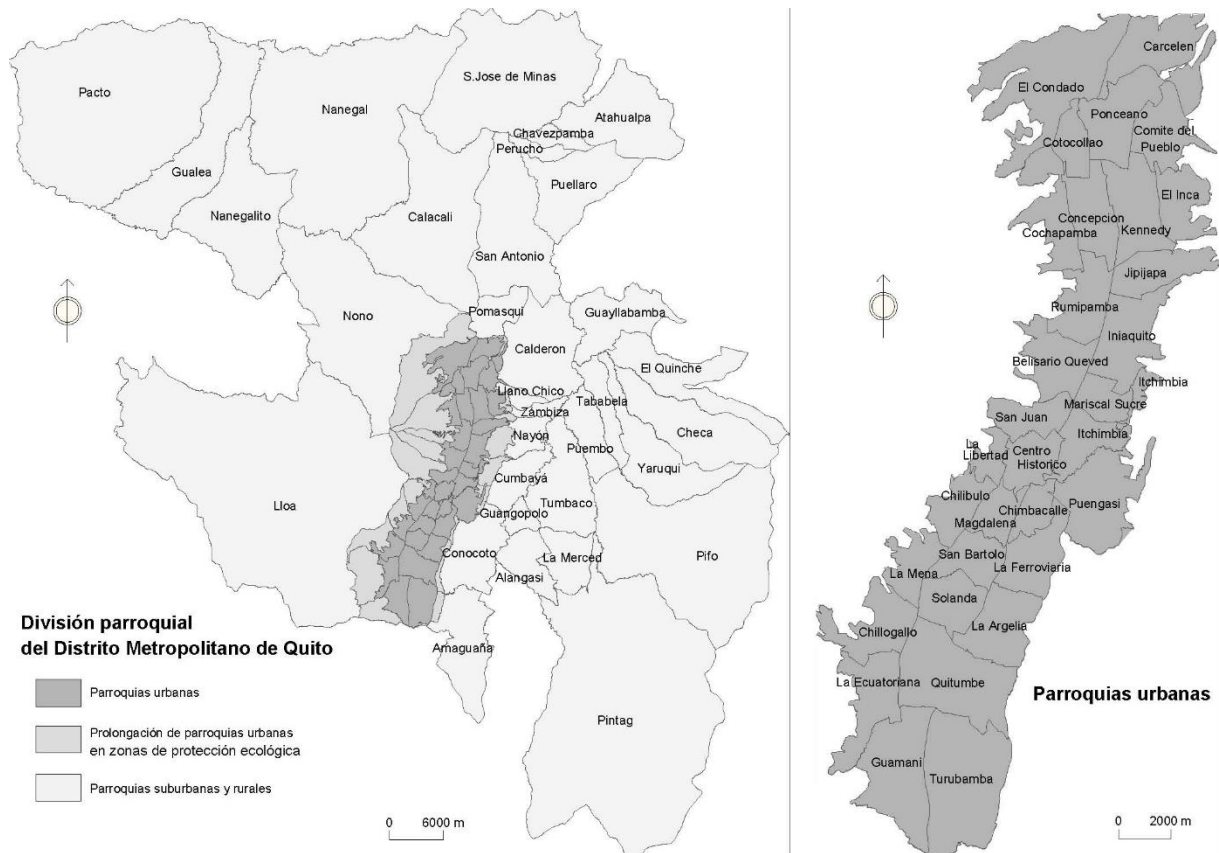 S.Jose de Minas
Pacto
Nanegal
Atahualpa
Chavezpamba
Perucho
Gualea
Puellaro
Nanegalito
Calacali
San Antonio
Nono
Pomasqui
Guayllabamba
Calderon
El Quinche
Llano Chico
Tababela
Zámbiza
Nayón
Checa
Puembo
Yaruqui
Cumbayá
Lloa
Tumbaco
Guangopolo
Conocoto
La Merced
Pifo
Alangasi
Amaguaña
Pintag
División parroquial
del Distrito Metropolitano de Quito
Parroquias urbanas
Prolongación de parroquias urbanas
en zonas de protección ecológica
Parroquias suburbanas y rurales
0 6000 m
Carcelen
El Condado
Ponceano
Comite del
Pueblo
Cotocollao
El Inca
Concepcion
Cochapamba
Kennedy
Jipijapa
Rumipamba
Iniaquito
Belisario Queved
Itchimbia
Mariscal Sucre
San Juan
Itchimbia
La
Libertad
Centro
Historico
Chilibulo
Puengasi
Chimbacalle
Magdalena
San Bartolo
La Ferroviaria
La Mena
Solanda
La Argelia
Chillogallo
La Ecuatoriana
Quitumbe
Parroquias urbanas
Guamani
Turubamba
0 2000 m